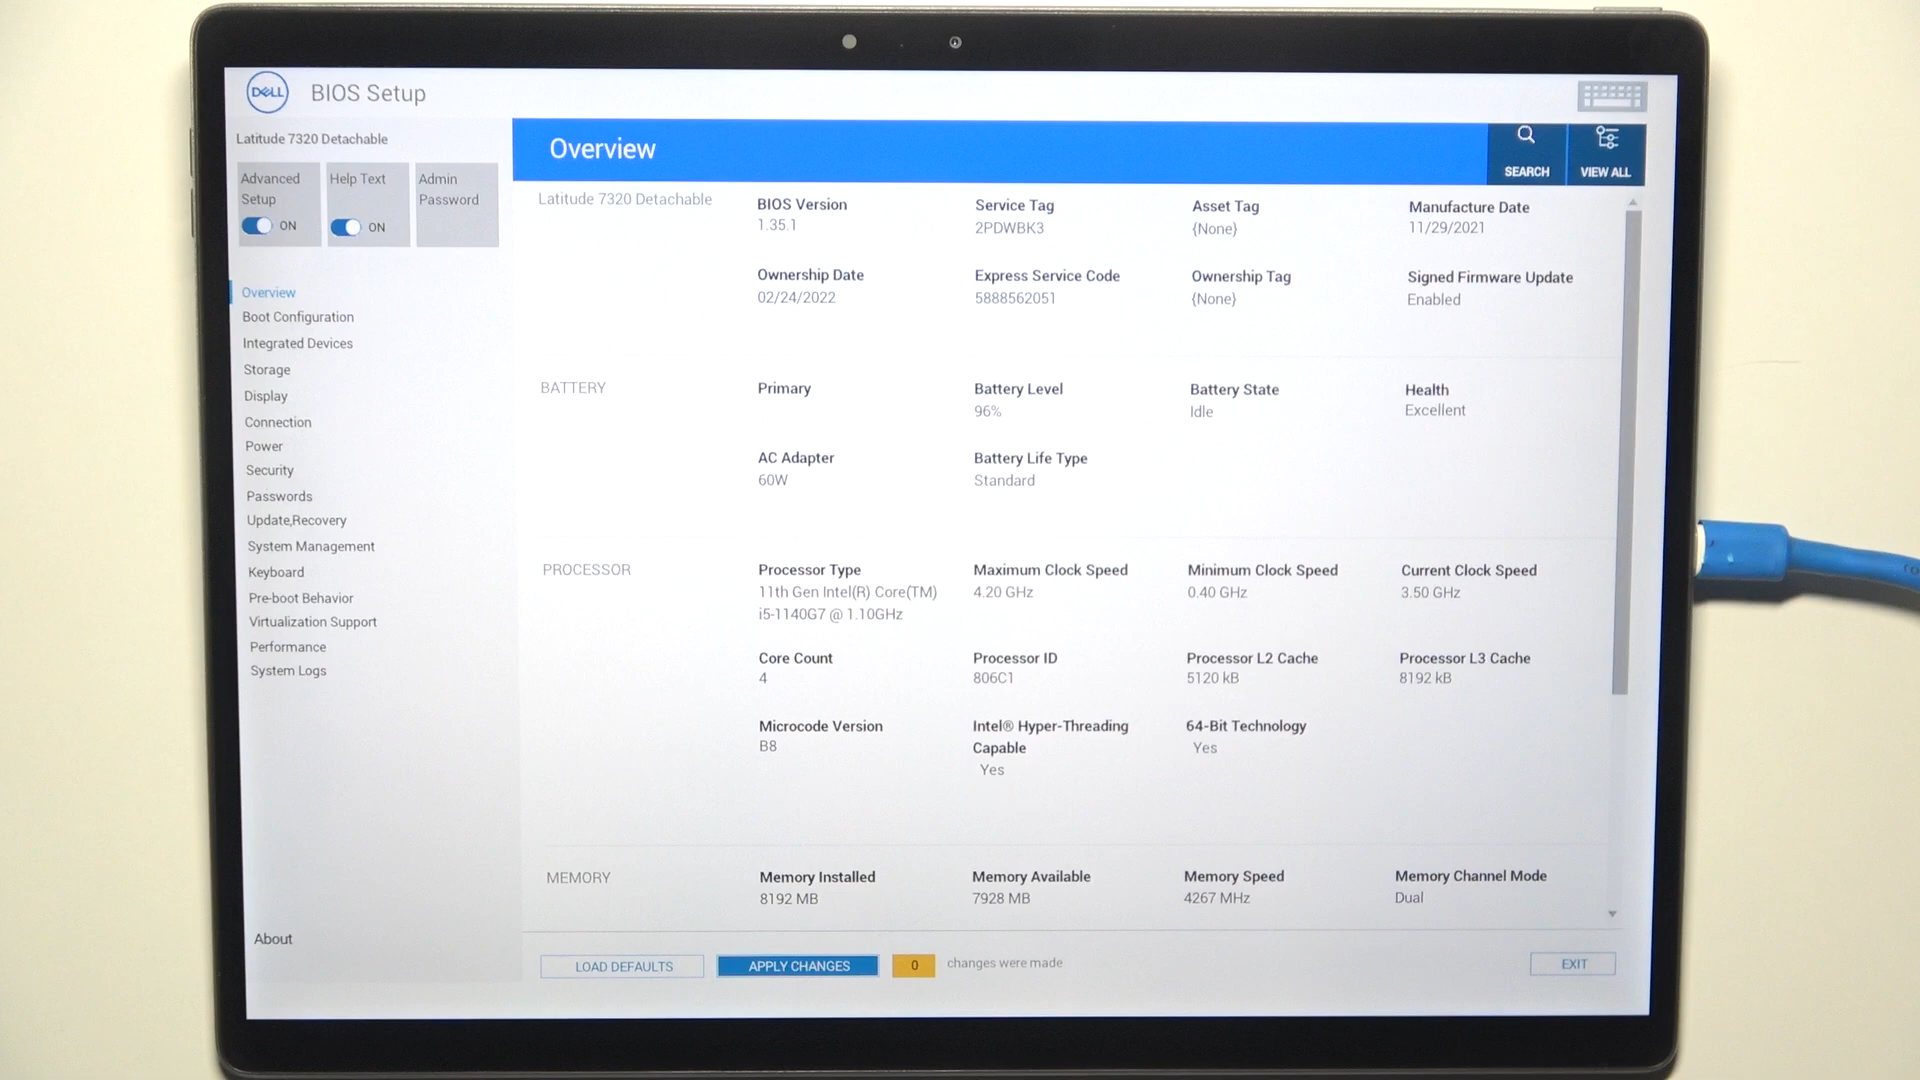 DELL BIOS Setup
Latitude 7320 Detachable
Advanced Setup
ON
Help Text
ON
Admin Password
Overview
Boot Configuration
Integrated Devices
Storage
Display
Connection
Power
Security
Passwords
Update,Recovery
System Management
Keyboard
Pre-boot Behavior
Virtualization Support
Performance
System Logs
About
Overview
SEARCH
VIEW ALL
Latitude 7320 Detachable
BIOS Version
1.35.1
Service Tag
2PDWBK3
Asset Tag
{None}
Manufacture Date
11/29/2021
Ownership Date
02/24/2022
Express Service Code
5888562051
Ownership Tag
{None}
Signed Firmware Update
Enabled
BATTERY
Primary
Battery Level
96%
Battery State
Idle
Health
Excellent
AC Adapter
60W
Battery Life Type
Standard
PROCESSOR
Processor Type
11th Gen Intel(R) Core(TM)
i5-1140G7 @ 1.10GHz
Maximum Clock Speed
4.20 GHz
Minimum Clock Speed
0.40 GHz
Current Clock Speed
3.50 GHz
Core Count
4
Processor ID
806C1
Processor L2 Cache
5120 kB
Processor L3 Cache
8192 kB
Microcode Version
B8
Intel® Hyper-Threading
Capable
Yes
64-Bit Technology
Yes
MEMORY
Memory Installed
8192 MB
Memory Available
7928 MB
Memory Speed
4267 MHz
Memory Channel Mode
Dual
LOAD DEFAULTS
APPLY CHANGES
0
changes were made
EXIT